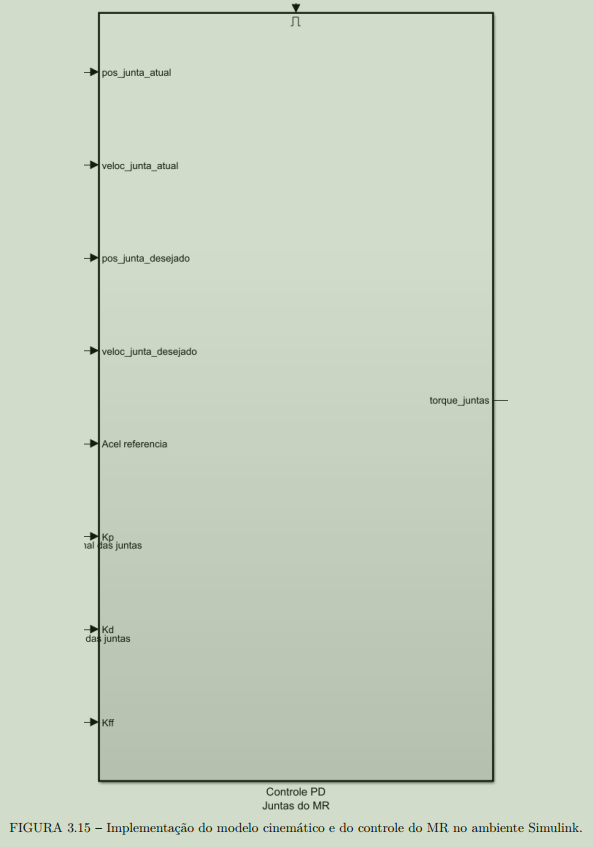 pos_junta_atual
veloc_junta_atual
pos_junta_desejado
veloc_junta_desejado
torque_juntas
Acel referencia
Kp
das juntas
Kd
das juntas
Kff
Controle PD
Juntas do MR
FIGURA 3.15 – Implementação do modelo cinemático e do controle do MR no ambiente Simulink.